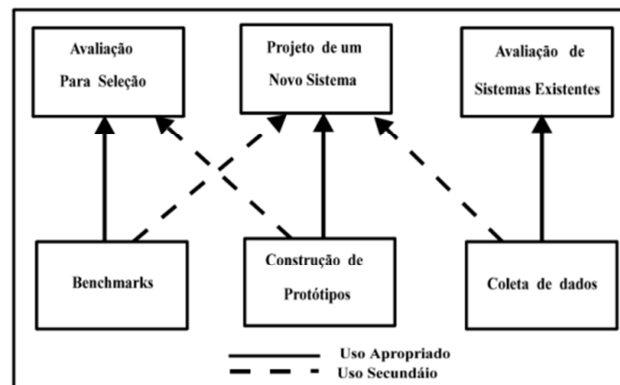 Avaliação
Para Seleção
Projeto de um
Novo Sistema
Avaliação de
Sistemas Existentes
Benchmarks
Construção de
Protótipos
Coleta de dados
Uso Apropriado
Uso Secundáio